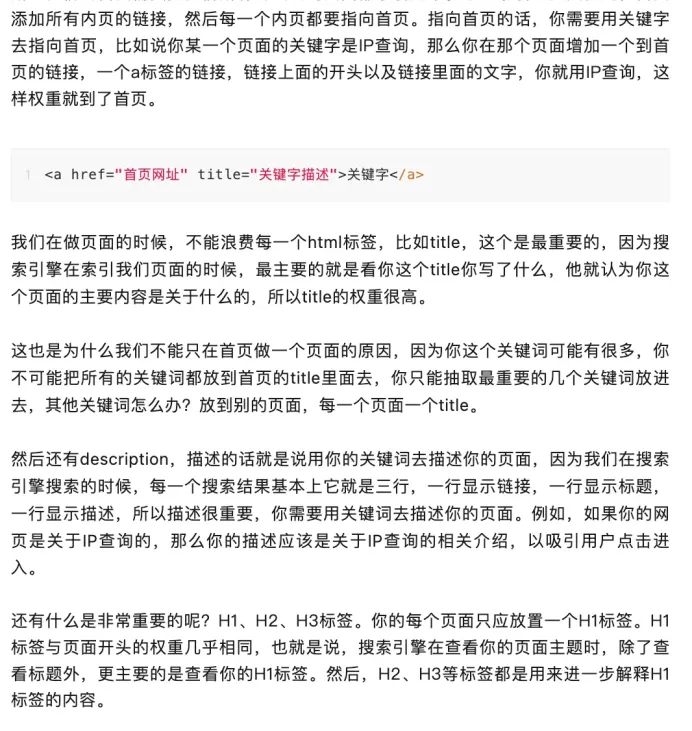 添加所有内页的链接，然后每一个内页都要指向首页。指向首页的话，你需要用关键字
去指向首页，比如说你某一个页面的关键字是IP查询，那么你在那个页面增加一个到首
页的链接，一个a标签的链接，链接上面的开头以及链接里面的文字，你就用IP查询，这
样权重就到了首页。
1 <a href="首页网址" title="关键字描述">关键字</a>
我们在做页面的时候，不能浪费每一个html标签，比如title，这个是最重要的，因为搜
索引擎在索引我们页面的时候，最主要的就是看你这个title你写了什么，他就认为你这
个页面的主要内容是关于什么的，所以title的权重很高。
这也是为什么我们不能只在首页做一个页面的原因，因为你这个关键词可能有很多，你
不可能把所有的关键词都放到首页的title里面去，你只能抽取最重要的几个关键词放进
去，其他关键词怎么办？放到别的页面，每一个页面一个title。
然后还有description，描述的话就是说用你的关键词去描述你的页面，因为我们在搜索
引擎搜索的时候，每一个搜索结果基本上它就是三行，一行显示链接，一行显示标题，
一行显示描述，所以描述很重要，你需要用关键词去描述你的页面。例如，如果你的网
页是关于IP查询的，那么你的描述应该是关于IP查询的相关介绍，以吸引用户点击进
入。
还有什么是非常重要的呢？H1、H2、H3标签。你的每个页面只应放置一个H1标签。H1
标签与页面开头的权重几乎相同，也就是说，搜索引擎在查看你的页面主题时，除了查
看标题外，更主要的是查看你的H1标签。然后，H2、H3等标签都是用来进一步解释H1
标签的内容。